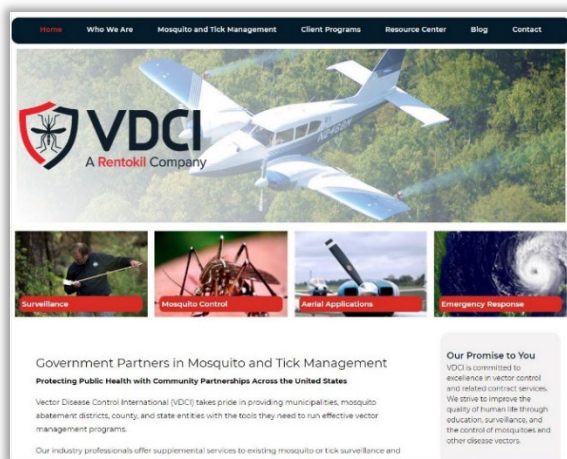 Home Who We Are Mosquito and Tick Management Client Programs Resource Center Blog Contact
VDCI
A Rentokil Company
Surveillance
Mosquito Control
Aerial Applications
Emergency Response
Government Partners in Mosquito and Tick Management
Protecting Public Health with Community Partnerships Across the United States
Vector Disease Control International (VDCI) takes pride in providing municipalities, mosquito
abatement districts, county, and state entities with the tools they need to run effective vector
management programs.
Our industry professionals offer supplemental services to existing mosquito or tick surveillance and
Our Promise to You
VDCI is committed to
excellence in vector control
and related contract services.
We strive to improve the
quality of human life through
education, surveillance, and
the control of mosquitoes and
other disease vectors.